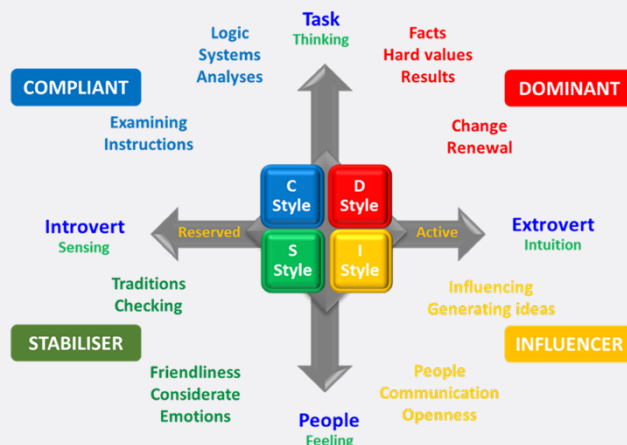 Task
Thinking
Logic
Systems
Analyses
Facts
Hard values
Results
COMPLIANT
DOMINANT
Examining
Instructions
Change
Renewal
C
Style
D
Style
Introvert
Sensing
Reserved
Active
Extrovert
Intuition
S
Style
I
Style
Traditions
Checking
Influencing
Generating ideas
STABILISER
INFLUENCER
Friendliness
Considerate
Emotions
People
Communication
Openness
People
Feeling